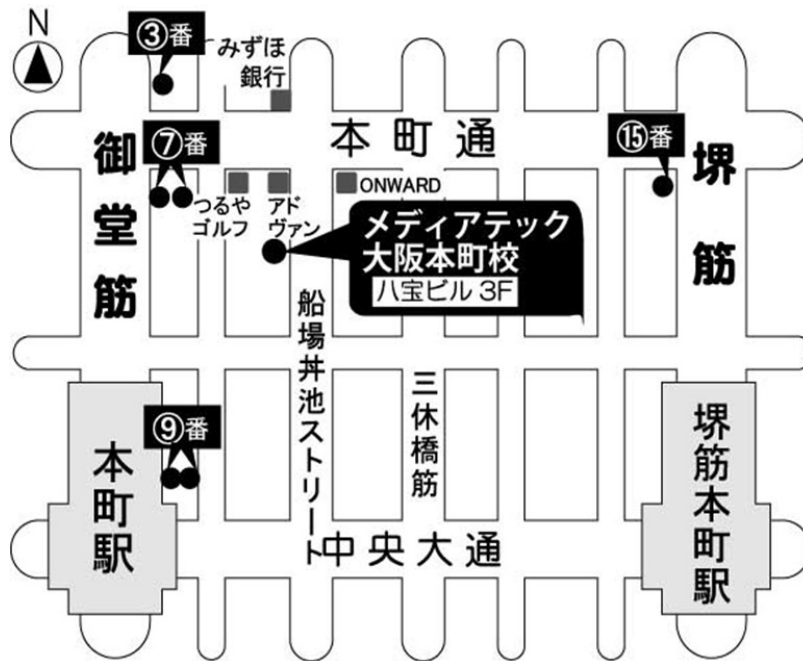 N
③番
みずほ
銀行
本町通
御堂筋
⑦番
⑮番
堺筋
つるや
ゴルフ
アド
ヴァン
ONWARD
メディアテック
大阪本町校
八宝ビル 3F
船場丼池ストリート
三休橋筋
⑨番
本町駅
堺筋本町駅
中央大通